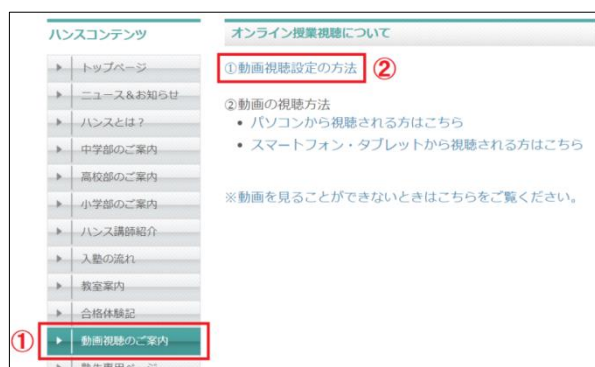 ハンスコンテンツ
トップページ
ニュース&お知らせ
ハンスとは?
中学部のご案内
高校部のご案内
小学部のご案内
ハンス講師紹介
入塾の流れ
教室案内
合格体験記
① 動画視聴のご案内
オンライン授業視聴について
①動画視聴設定の方法 ②
②動画の視聴方法
• パソコンから視聴される方はこちら
• スマートフォン・タブレットから視聴される方はこちら
※動画を見ることができないときはこちらをご覧ください。